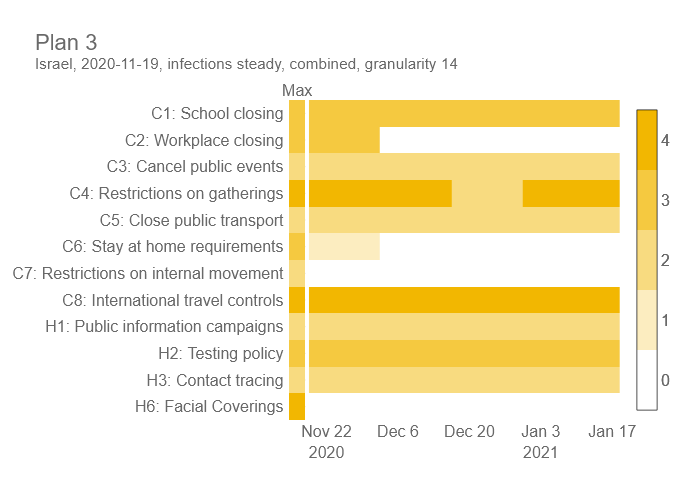 Plan 3
Israel, 2020-11-19, infections steady, combined, granularity 14
Max
C1: School closing
C2: Workplace closing
C3: Cancel public events
C4: Restrictions on gatherings
C5: Close public transport
C6: Stay at home requirements
C7: Restrictions on internal movement
C8: International travel controls
H1: Public information campaigns
H2: Testing policy
H3: Contact tracing
H6: Facial Coverings
Nov 22 Dec 6 Dec 20 Jan 3 Jan 17
2020 2021
4
3
2
1
0